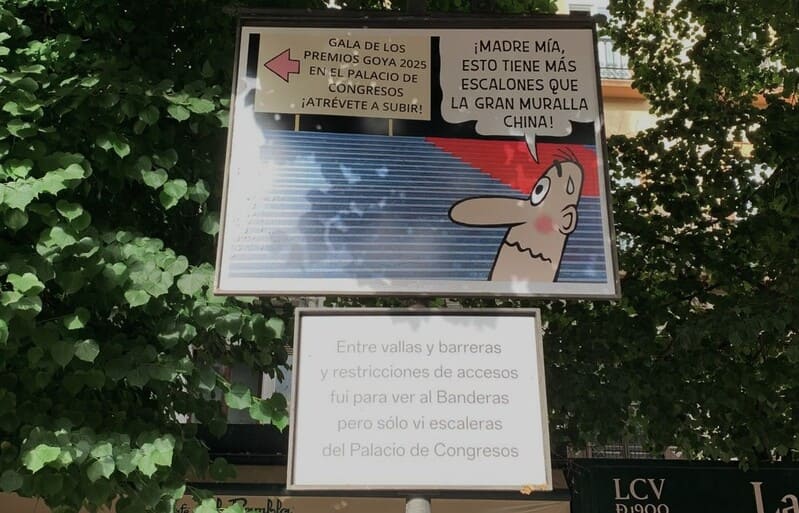 GALA DE LOS
PREMIOS GOYA 2025
EN EL PALACIO DE
CONGRESOS
¡ATRÉVETE A SUBIR!
¡MADRE MÍA,
ESTO TIENE MÁS
ESCALONES QUE
LA GRAN MURALLA
CHINA!
Entre vallas y barreras
y restricciones de accesos
fui para ver al Banderas
pero sólo vi escaleras
del Palacio de Congresos
LCV
La